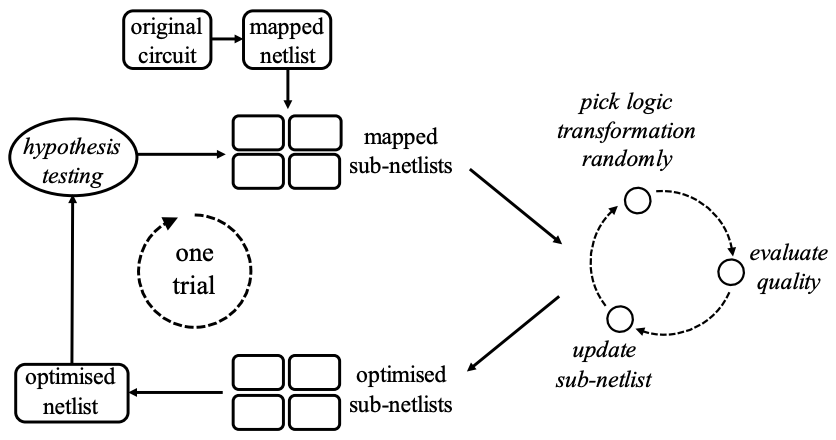 original
circuit
mapped
netlist
hypothesis
testing
mapped
sub-netlists
pick logic
transformation
randomly
one
trial
evaluate
quality
update
sub-netlist
optimised
netlist
optimised
sub-netlists